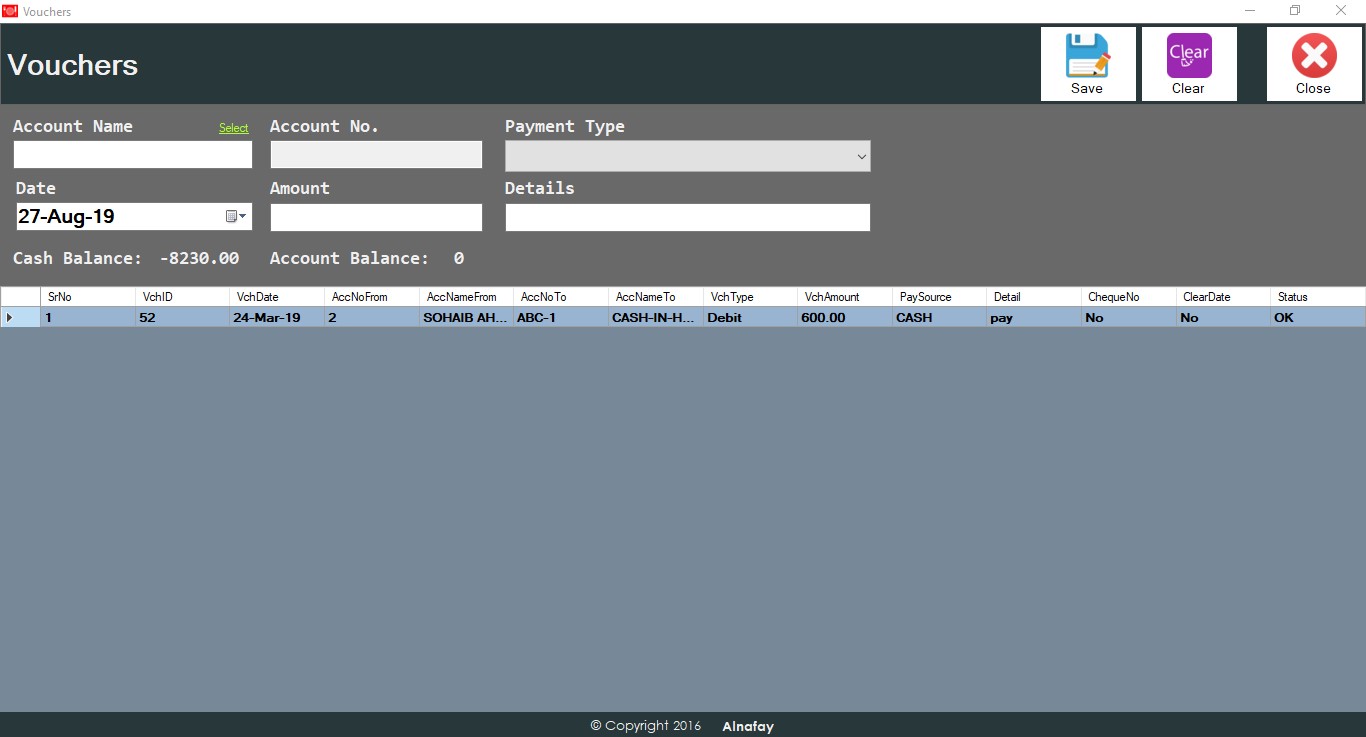 Vouchers
Vouchers
Clear
Save Clear Close
Account Name Select Account No. Payment Type
Date Amount Details
27-Aug-19
Cash Balance: -8230.00 Account Balance: 0
SrNo VchID VchDate AccNoFrom AccNameFrom AccNoTo AccNameTo VchType VchAmount PaySource Detail ChequeNo ClearDate Status
1 52 24-Mar-19 2 SOHAIB AH... ABC-1 CASH-IN-H... Debit 600.00 CASH pay No No OK
© Copyright 2016 Alnafay